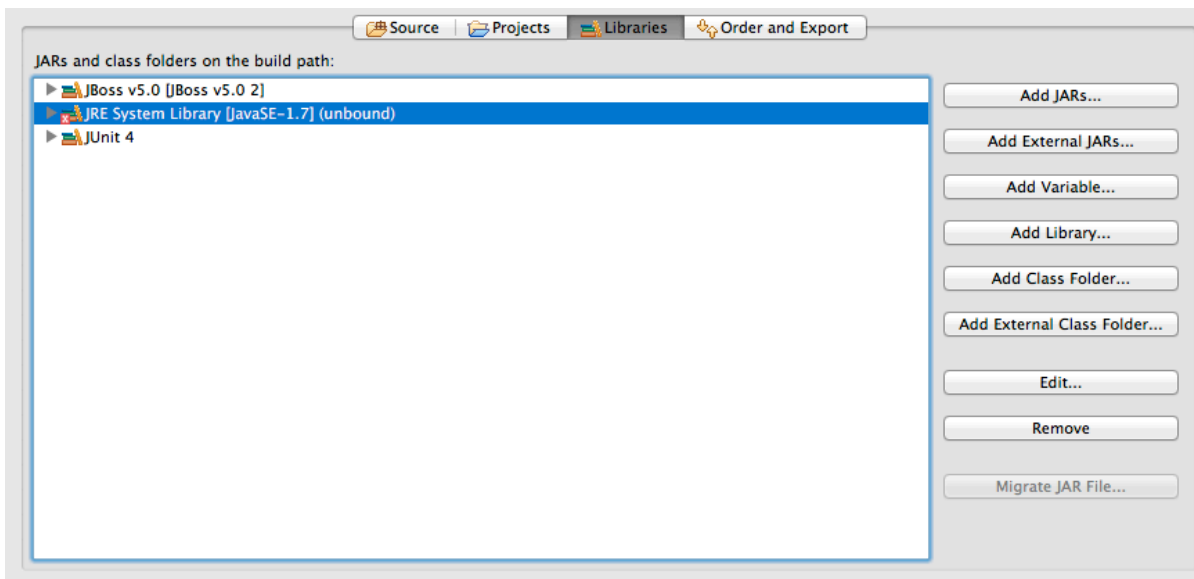 Source Projects Libraries Order and Export
JARs and class folders on the build path:
JBoss v5.0 [JBoss v5.0 2]
JRE System Library [JavaSE-1.7] (unbound)
JUnit 4
Add JARs...
Add External JARs...
Add Variable...
Add Library...
Add Class Folder...
Add External Class Folder...
Edit...
Remove
Migrate JAR File...